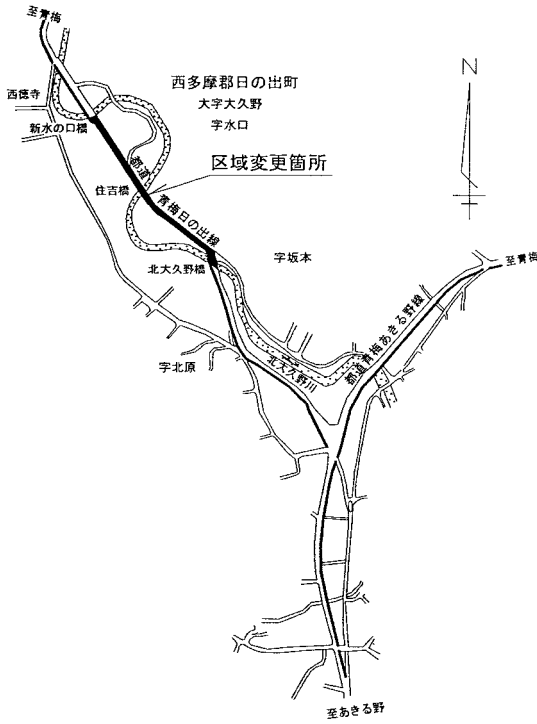 至青梅
西多摩郡日の出町
大字大久野
字水口
西徳寺
新水の口橋
区域変更箇所
都道
青梅日の出線
住吉橋
N
字坂本
北大久野橋
至青梅
都道青梅あきる野線
北大久野川
字北原
至あきる野